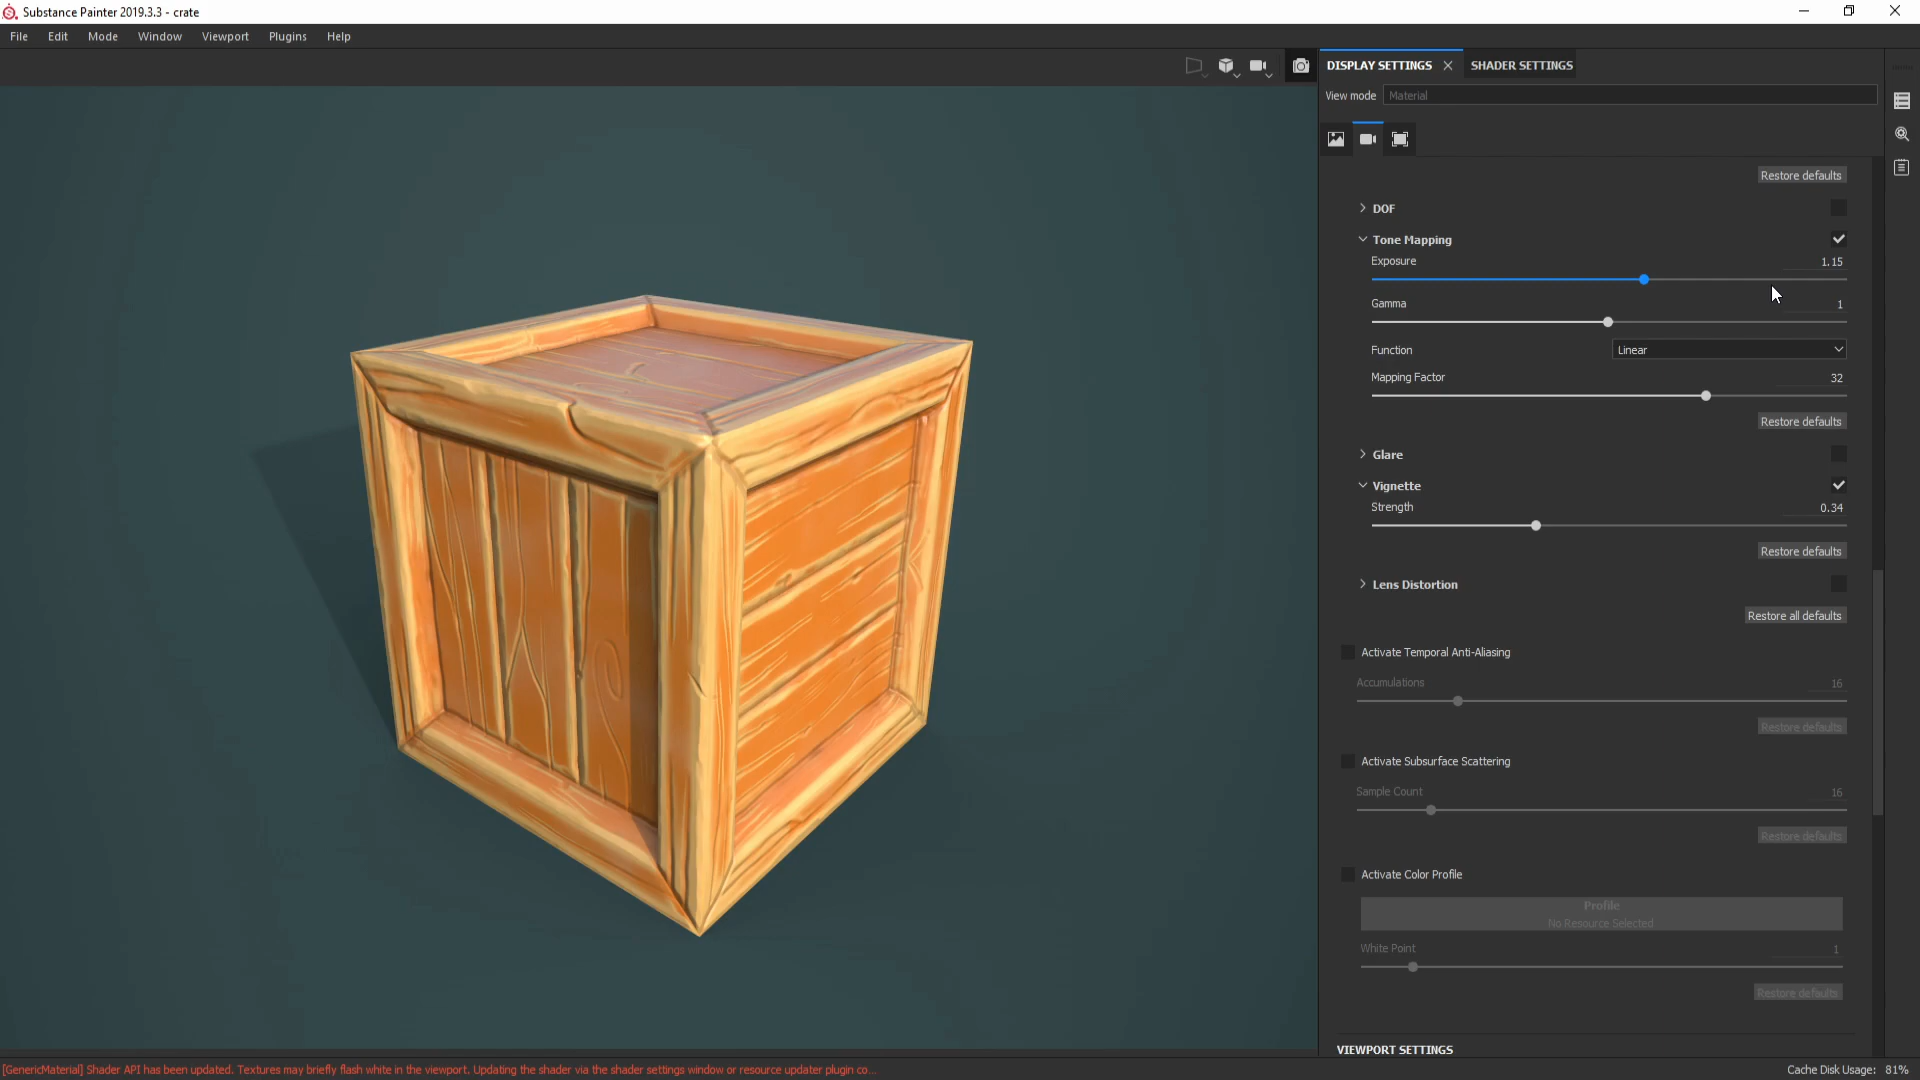 Substance Painter 2019.3.3 - crate
File Edit Mode Window Viewport Plugins Help
DISPLAY SETTINGS SHADER SETTINGS
View mode Material
Restore defaults
DOF
Tone Mapping
Exposure 1.15
Gamma 1
Function Linear
Mapping Factor 32
Restore defaults
Glare
Vignette
Strength 0.34
Restore defaults
Lens Distortion
Restore all defaults
Activate Temporal Anti-Aliasing
Accumulations 16
Restore defaults
Activate Subsurface Scattering
Sample Count 16
Restore defaults
Activate Color Profile
Profile
No Resource Selected
White Point 1
Restore defaults
VIEWPORT SETTINGS
[GenericMaterial] Shader API has been updated. Textures may briefly flash white in the viewport. Updating the shader via the shader settings window or resource updater plugin co...
Cache Disk Usage: 81%